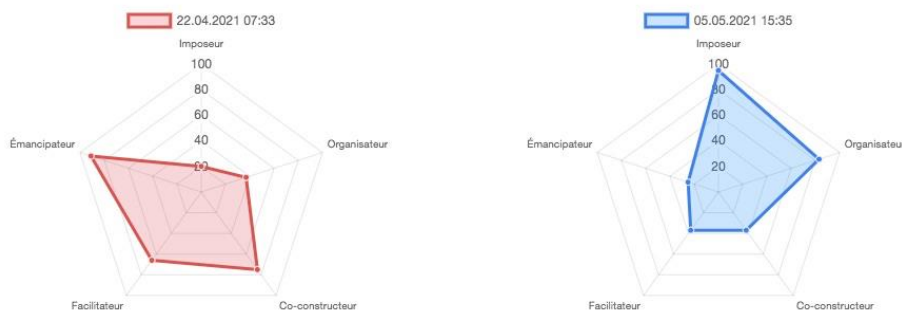 22.04.2021 07:33
Imposeur
100
80
60
40
20
Émancipateur
Organisateur
Facilitateur
Co-constructeur
05.05.2021 15:35
Imposeur
100
80
60
40
20
Émancipateur
Organisateur
Facilitateur
Co-constructeur